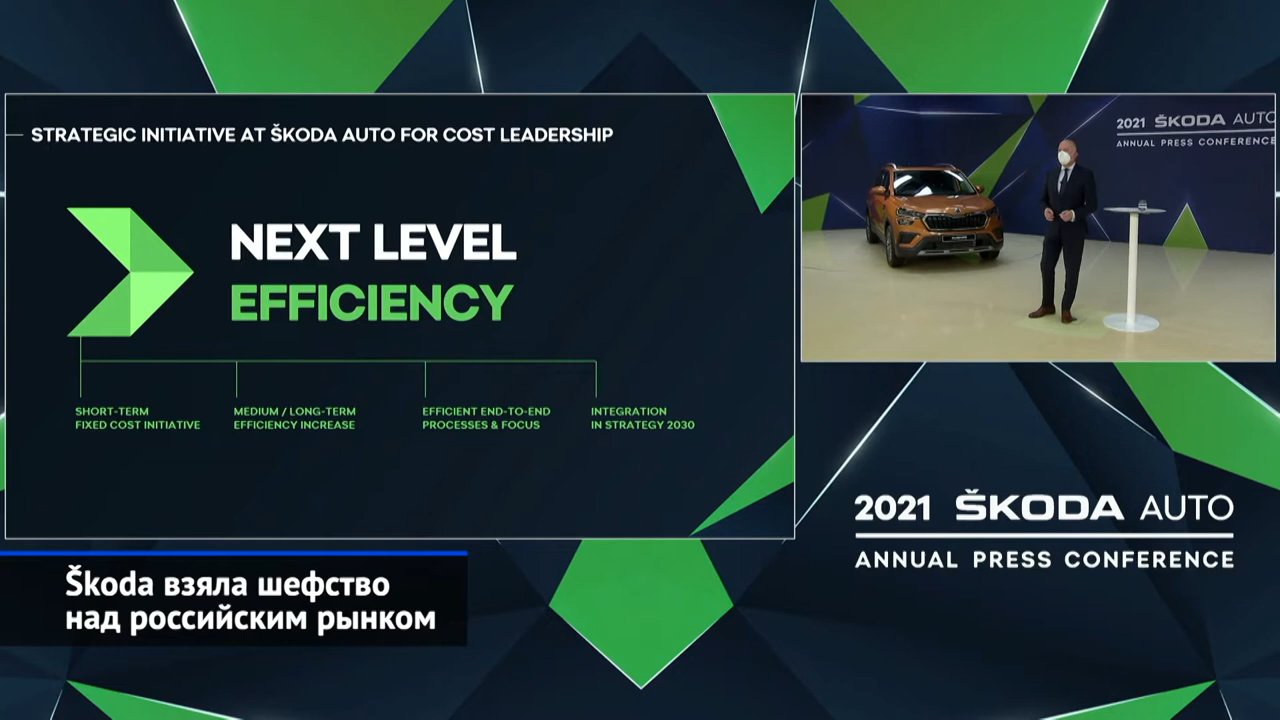 STRATEGIC INITIATIVE AT ŠKODA AUTO FOR COST LEADERSHIP
NEXT LEVEL
EFFICIENCY
SHORT-TERM
FIXED COST INITIATIVE
MEDIUM / LONG-TERM
EFFICIENCY INCREASE
EFFICIENT END-TO-END
PROCESSES & FOCUS
INTEGRATION
IN STRATEGY 2030
2021 ŠKODA AUTO
ANNUAL PRESS CONFERENCE
2021 ŠKODA AUTO
ANNUAL PRESS CONFERENCE
Škoda взяла шефство
над российским рынком